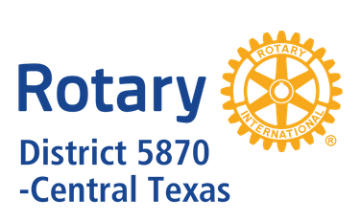 Rotary
ROTARY
INTERNATIONAL
®
District 5870
-Central Texas